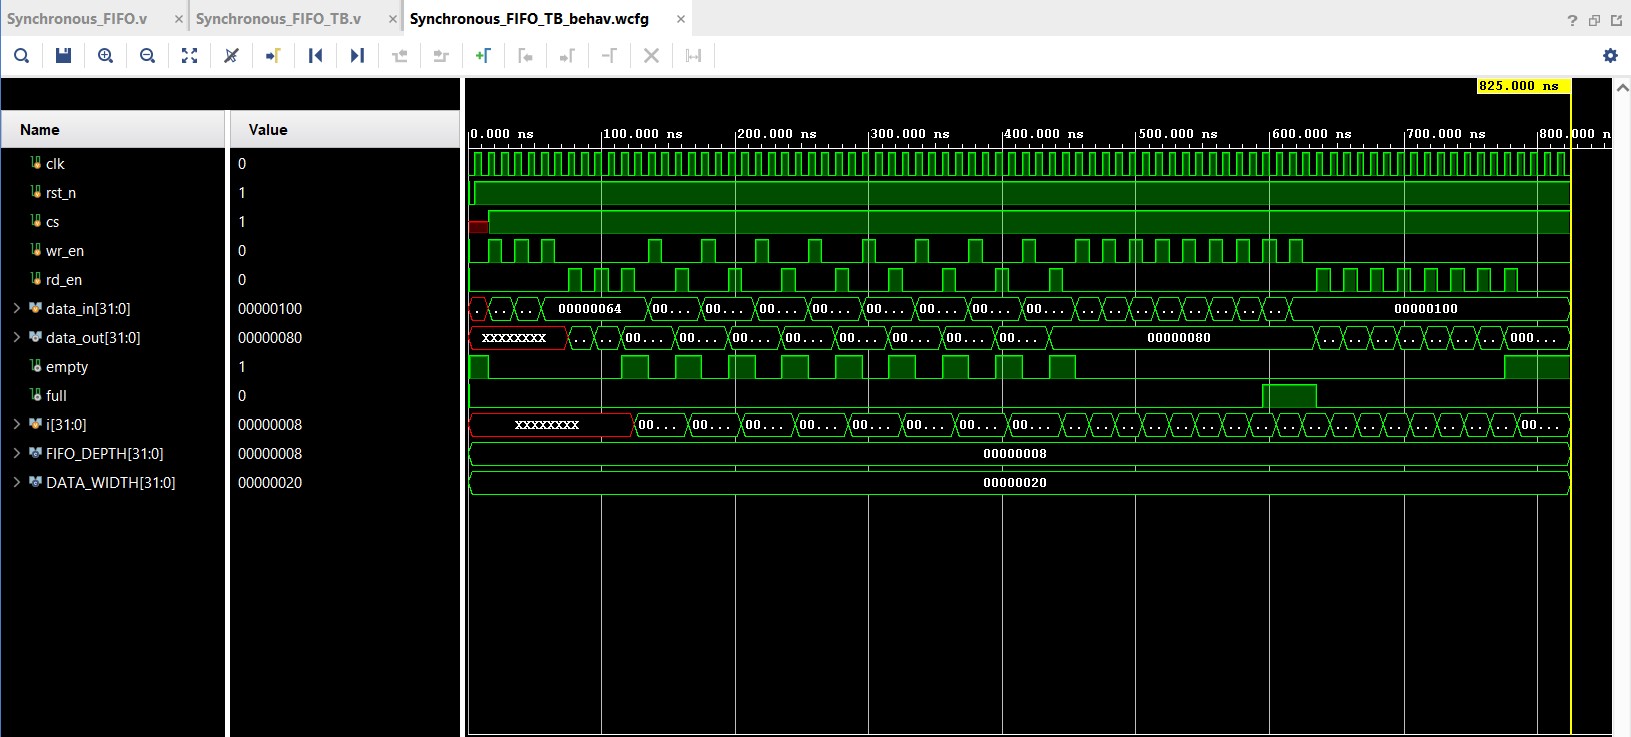 Synchronous_FIFO.v × Synchronous_FIFO_TB.v × Synchronous_FIFO_TB_behav.wcfg × ?
825.000 ns
Name Value 0.000 ns 100.000 ns 200.000 ns 300.000 ns 400.000 ns 500.000 ns 600.000 ns 700.000 ns 800.000 n
clk 0
rst_n 1
cs 1
wr_en 0
rd_en 0
data_in[31:0] 00000100 . .. .. 00000064 00... 00... 00... 00... 00... 00... 00... 00... .. .. .. .. .. .. .. .. 00000100
data_out[31:0] 00000080 XXXXXXXX .. .. 00... 00... 00... 00... 00... 00... 00... 00... 00000080 .. .. .. .. .. .. .. 000...
empty 1
full 0
i[31:0] 00000008 XXXXXXXX 00... 00... 00... 00... 00... 00... 00... 00... .. .. .. .. .. .. .. .. .. .. .. .. .. .. .. .. .. 00...
FIFO_DEPTH[31:0] 00000008 00000008
DATA_WIDTH[31:0] 00000020 00000020